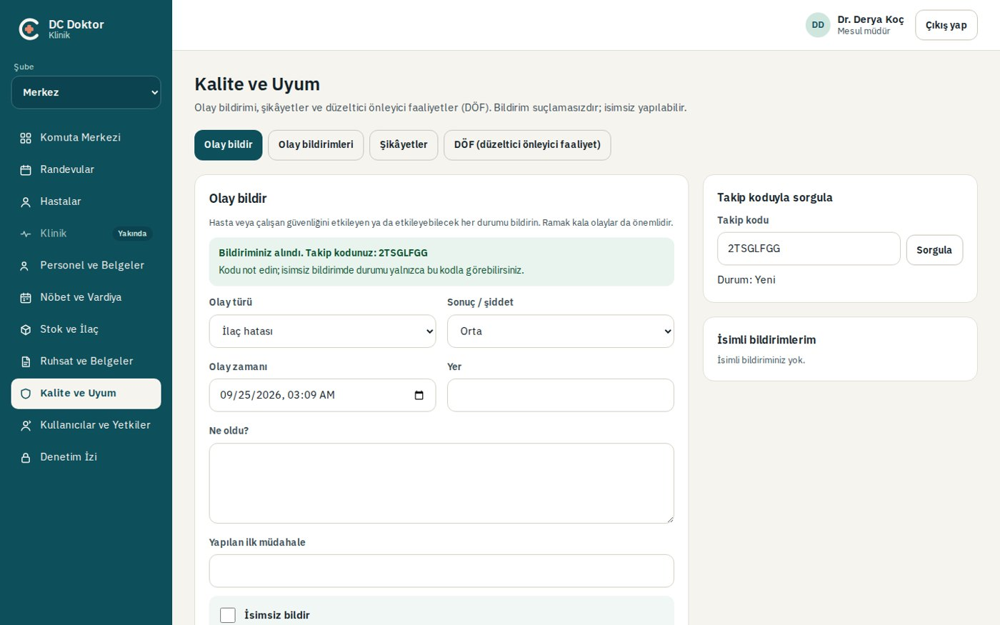 DC Doktor
Klinik
Şube
Merkez
Komuta Merkezi
Randevular
Hastalar
Klinik
Yakında
Personel ve Belgeler
Nöbet ve Vardiya
Stok ve İlaç
Ruhsat ve Belgeler
Kalite ve Uyum
Kullanıcılar ve Yetkiler
Denetim İzi
DD
Dr. Derya Koç
Mesul müdür
Çıkış yap
Kalite ve Uyum
Olay bildirimi, şikâyetler ve düzeltici önleyici faaliyetler (DÖF). Bildirim suçlamasızdır; isimsiz yapılabilir.
Olay bildir
Olay bildirimleri
Şikâyetler
DÖF (düzeltici önleyici faaliyet)
Olay bildir
Hasta veya çalışan güvenliğini etkileyen ya da etkileyebilecek her durumu bildirin. Ramak kala olaylar da önemlidir.
Bildiriminiz alındı. Takip kodunuz: 2TSGLFGG
Kodu not edin; isimsiz bildirimde durumu yalnızca bu kodla görebilirsiniz.
Olay türü
İlaç hatası
Sonuç / şiddet
Orta
Olay zamanı
09/25/2026, 03:09 AM
Yer
Ne oldu?
Yapılan ilk müdahale
İsimsiz bildir
Takip koduyla sorgula
Takip kodu
2TSGLFGG
Sorgula
Durum: Yeni
İsimli bildirimlerim
İsimli bildiriminiz yok.